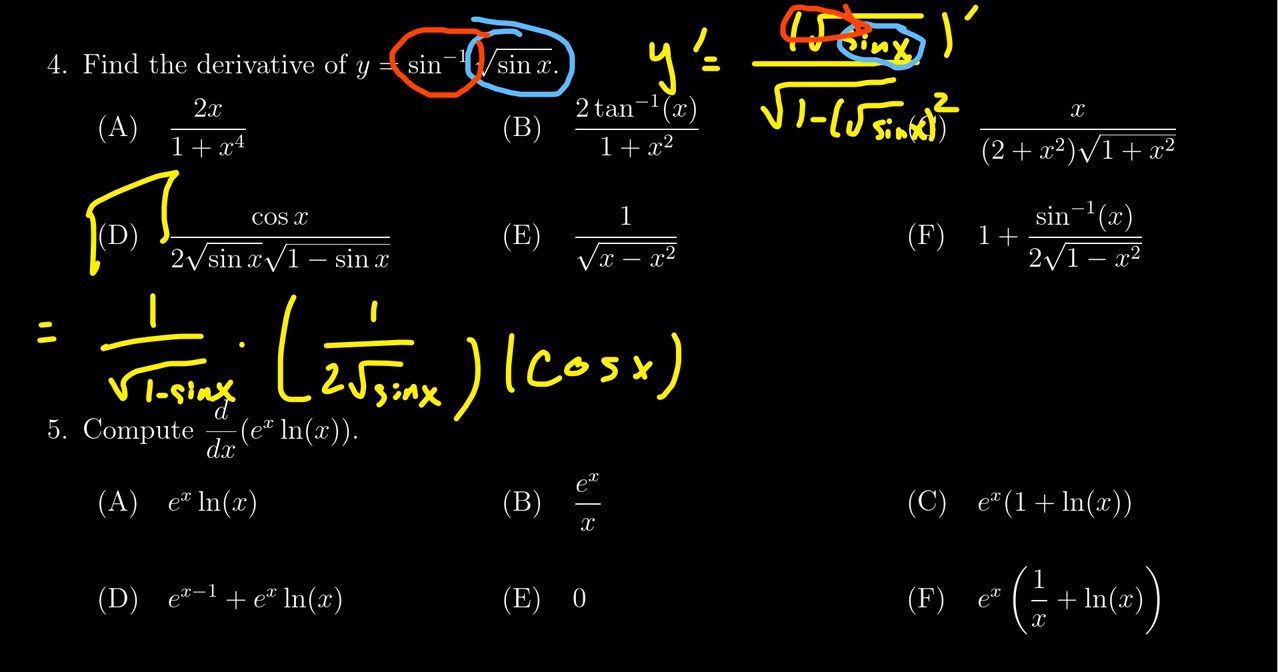 4. Find the derivative of y = sin⁻¹ √(sin x).
y' = (√sinx)' / √(1-(√sinx)²)
(A) 2x / (1 + x⁴)
(B) 2 tan⁻¹(x) / (1 + x²)
(C) x / ((2 + x²)√(1 + x²))
(D) cos x / (2√(sin x)√(1 − sin x))
(E) 1 / √(x − x²)
(F) 1 + sin⁻¹(x) / (2√(1 − x²))
= 1/√(1-sinx) · (1/(2√sinx)) (cosx)
5. Compute d/dx (eˣ ln(x)).
(A) eˣ ln(x)
(B) eˣ / x
(C) eˣ(1 + ln(x))
(D) eˣ⁻¹ + eˣ ln(x)
(E) 0
(F) eˣ (1/x + ln(x))